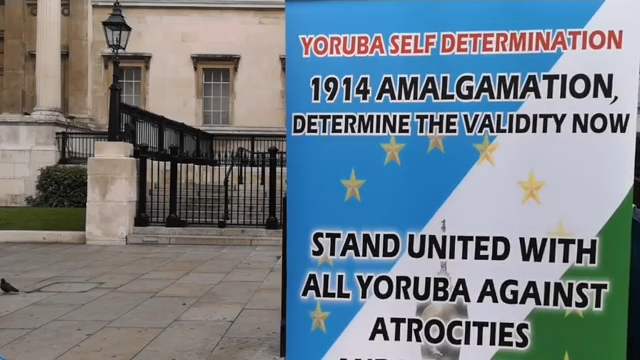 YORUBA SELF DETERMINATION
1914 AMALGAMATION,
DETERMINE THE VALIDITY NOW
STAND UNITED WITH
ALL YORUBA AGAINST
ATROCITIES